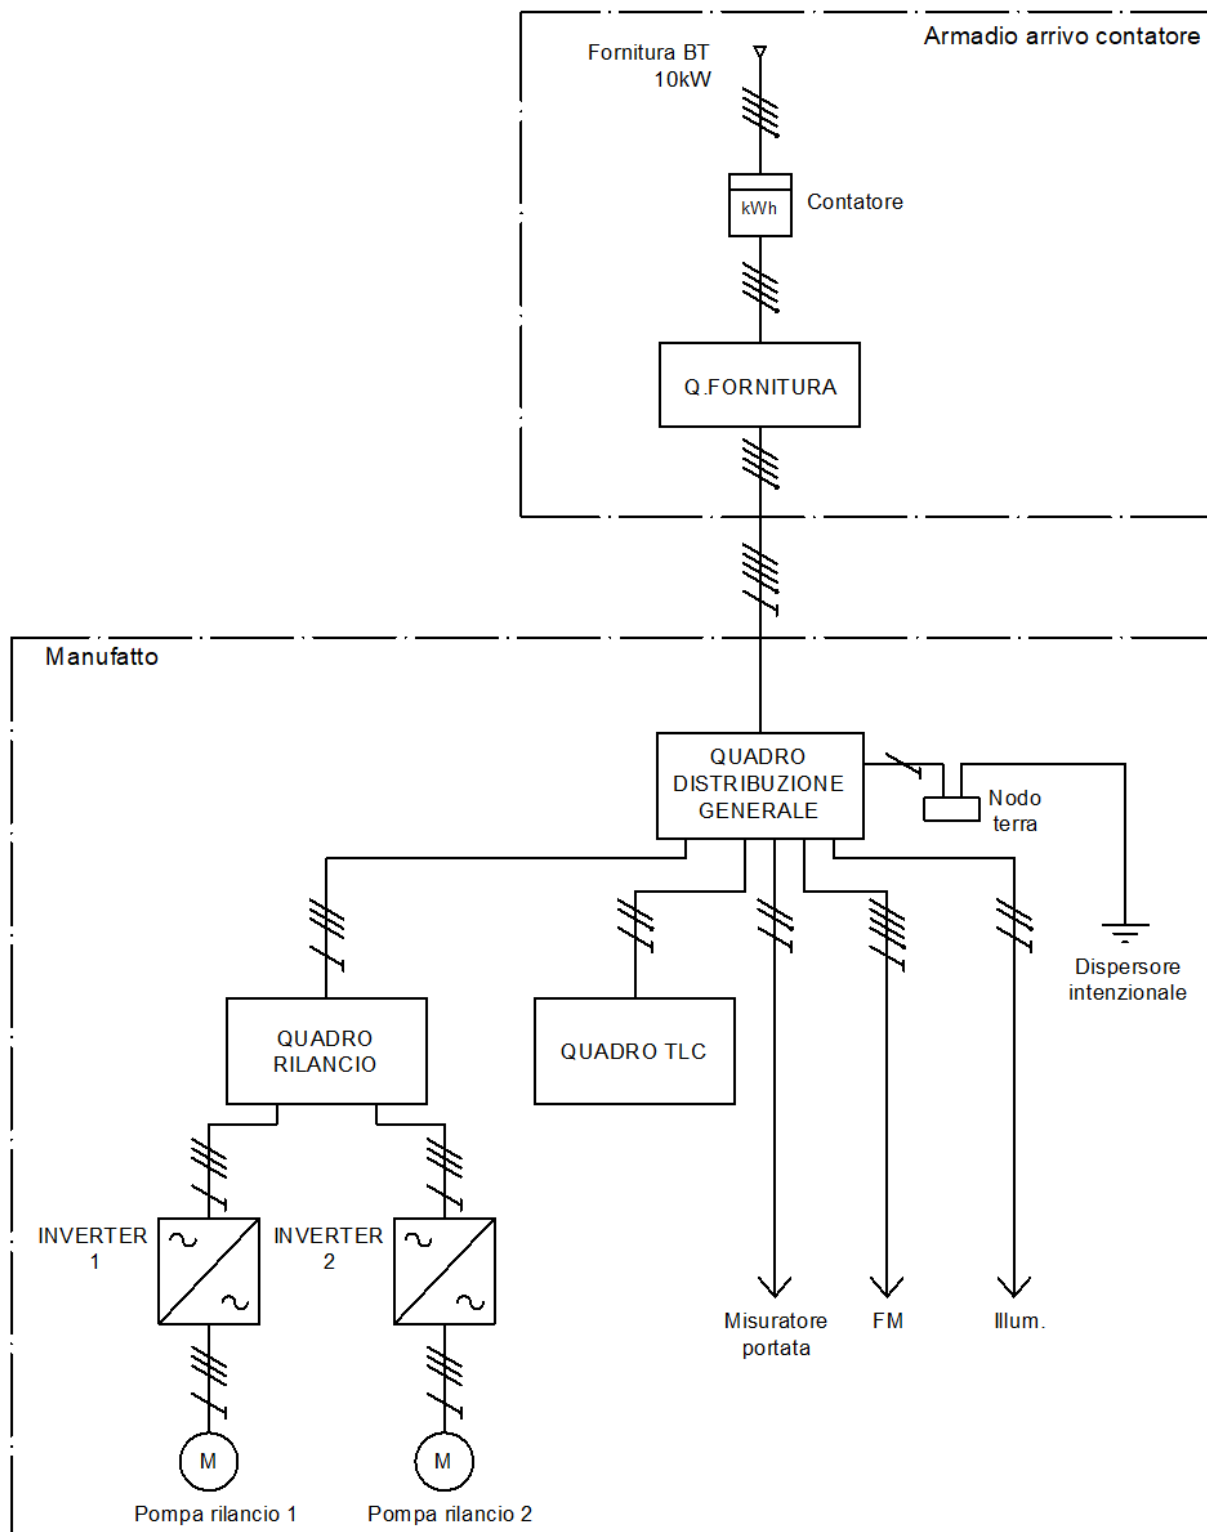 Armadio arrivo contatore
Fornitura BT
10kW
kWh
Contatore
Q.FORNITURA
Manufatto
QUADRO
DISTRIBUZIONE
GENERALE
Nodo
terra
Dispersore
intenzionale
QUADRO
RILANCIO
QUADRO TLC
INVERTER
1
INVERTER
2
Misuratore
portata
FM
Illum.
M
M
Pompa rilancio 1
Pompa rilancio 2